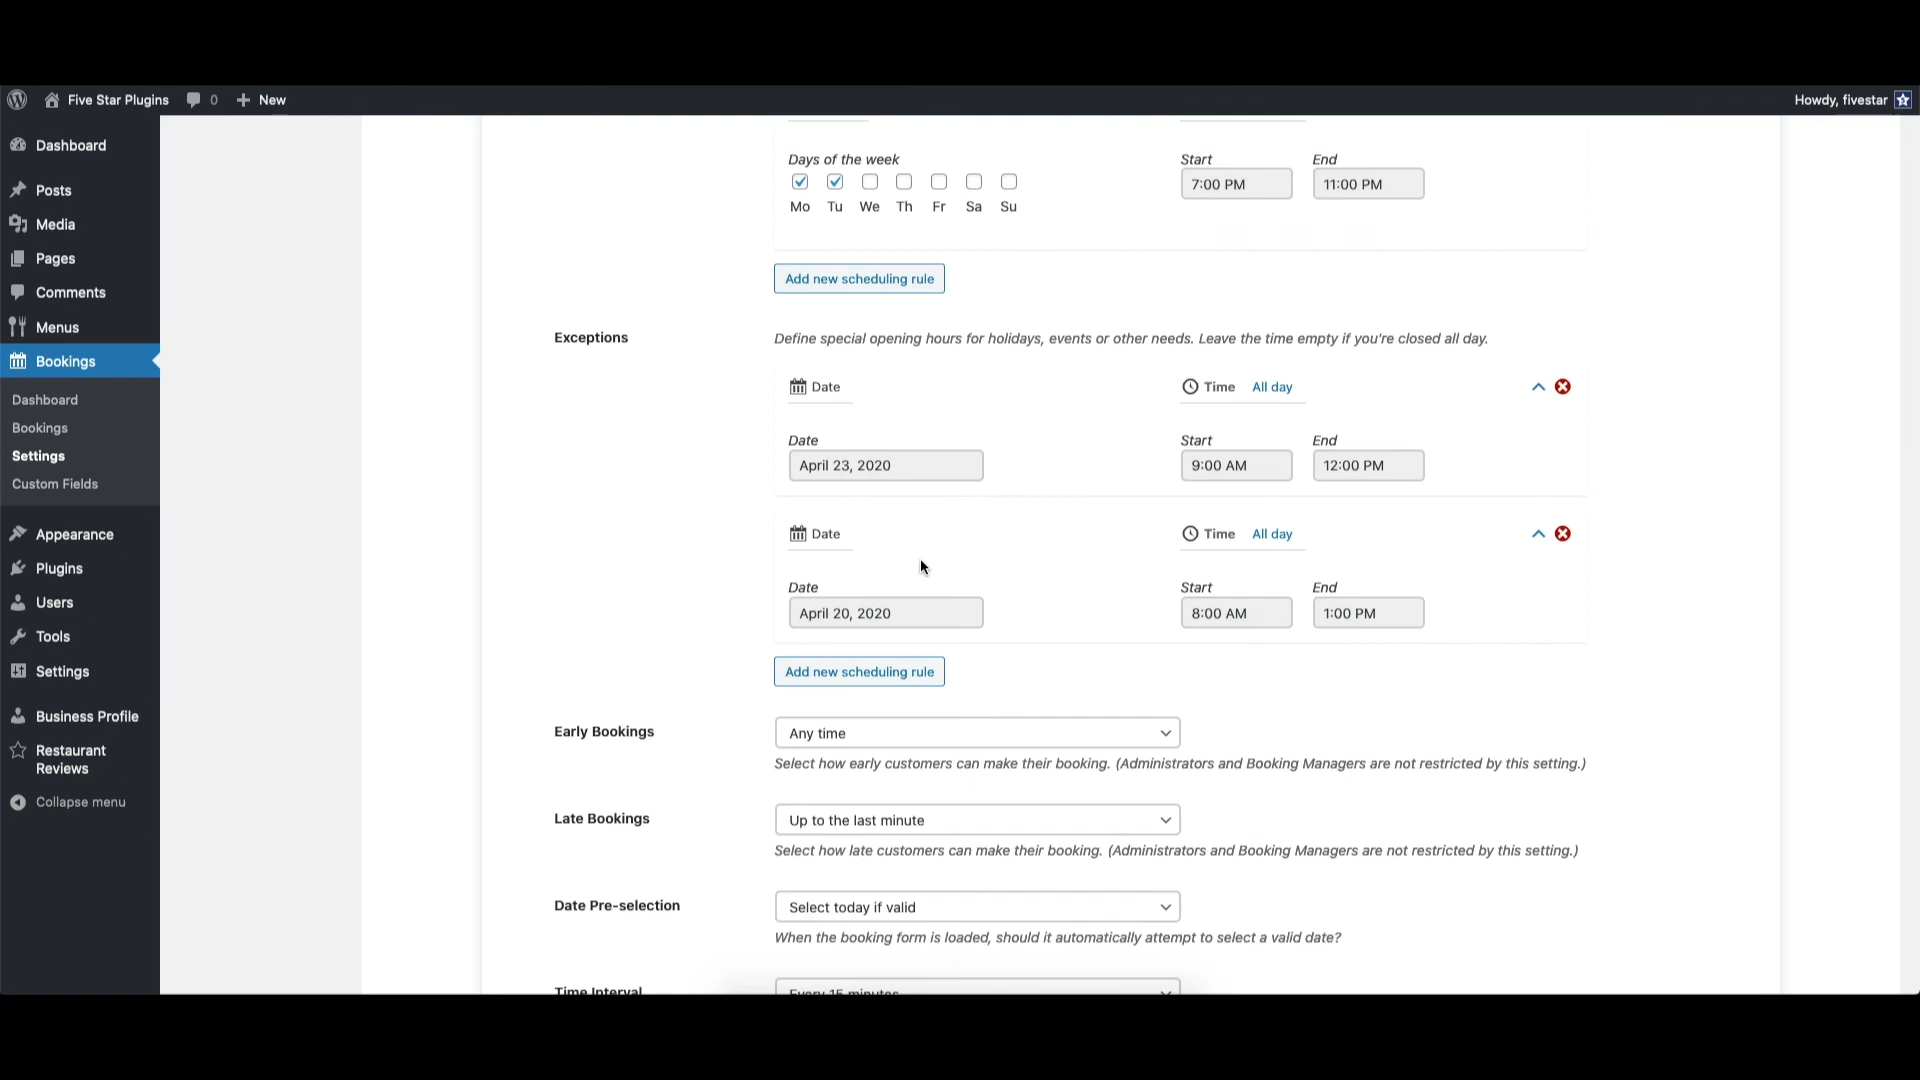 Five Star Plugins 0 New Howdy, fivestar
Dashboard
Posts
Media
Pages
Comments
Menus
Bookings
Dashboard
Bookings
Settings
Custom Fields
Appearance
Plugins
Users
Tools
Settings
Business Profile
Restaurant
Reviews
Collapse menu
Days of the week Start End
7:00 PM 11:00 PM
Mo Tu We Th Fr Sa Su
Add new scheduling rule
Exceptions Define special opening hours for holidays, events or other needs. Leave the time empty if you're closed all day.
Date Time All day
Date Start End
April 23, 2020 9:00 AM 12:00 PM
Date Time All day
Date Start End
April 20, 2020 8:00 AM 1:00 PM
Add new scheduling rule
Early Bookings Any time
Select how early customers can make their booking. (Administrators and Booking Managers are not restricted by this setting.)
Late Bookings Up to the last minute
Select how late customers can make their booking. (Administrators and Booking Managers are not restricted by this setting.)
Date Pre-selection Select today if valid
When the booking form is loaded, should it automatically attempt to select a valid date?
Time Interval Every 15 minutes